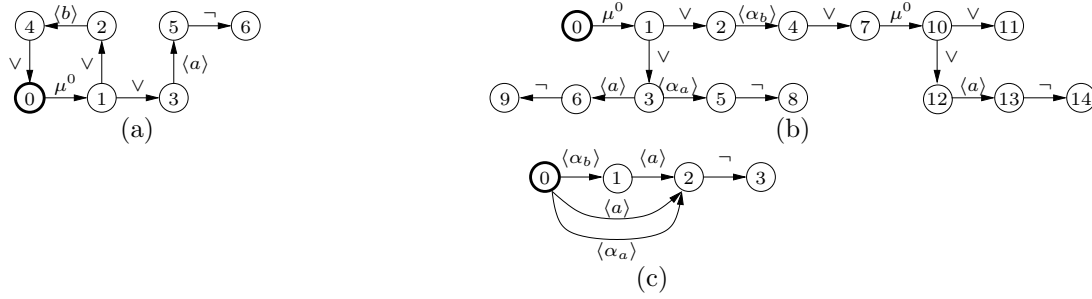 4 ⟨b⟩ 2 5 ¬ 6
∨ ∨ ⟨a⟩
0 μ⁰ 1 ∨ 3
(a)
0 μ⁰ 1 ∨ 2 ⟨α_b⟩ 4 ∨ 7 μ⁰ 10 ∨ 11
∨ ∨
9 ¬ 6 ⟨a⟩ 3 ⟨α_a⟩ 5 ¬ 8 12 ⟨a⟩ 13 ¬ 14
(b)
0 ⟨α_b⟩ 1 ⟨a⟩ 2 ¬ 3
⟨a⟩
⟨α_a⟩
(c)